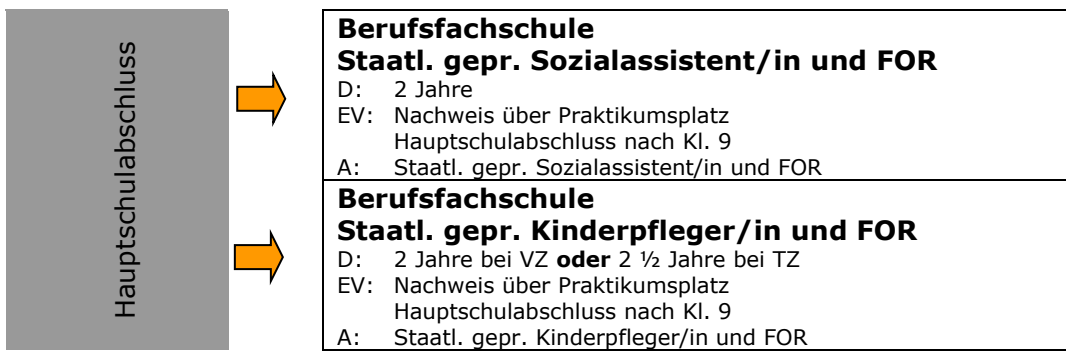 Hauptschulabschluss
Berufsfachschule
Staatl. gepr. Sozialassistent/in und FOR
D: 2 Jahre
EV: Nachweis über Praktikumsplatz
Hauptschulabschluss nach Kl. 9
A: Staatl. gepr. Sozialassistent/in und FOR
Berufsfachschule
Staatl. gepr. Kinderpfleger/in und FOR
D: 2 Jahre bei VZ oder 2 ½ Jahre bei TZ
EV: Nachweis über Praktikumsplatz
Hauptschulabschluss nach Kl. 9
A: Staatl. gepr. Kinderpfleger/in und FOR